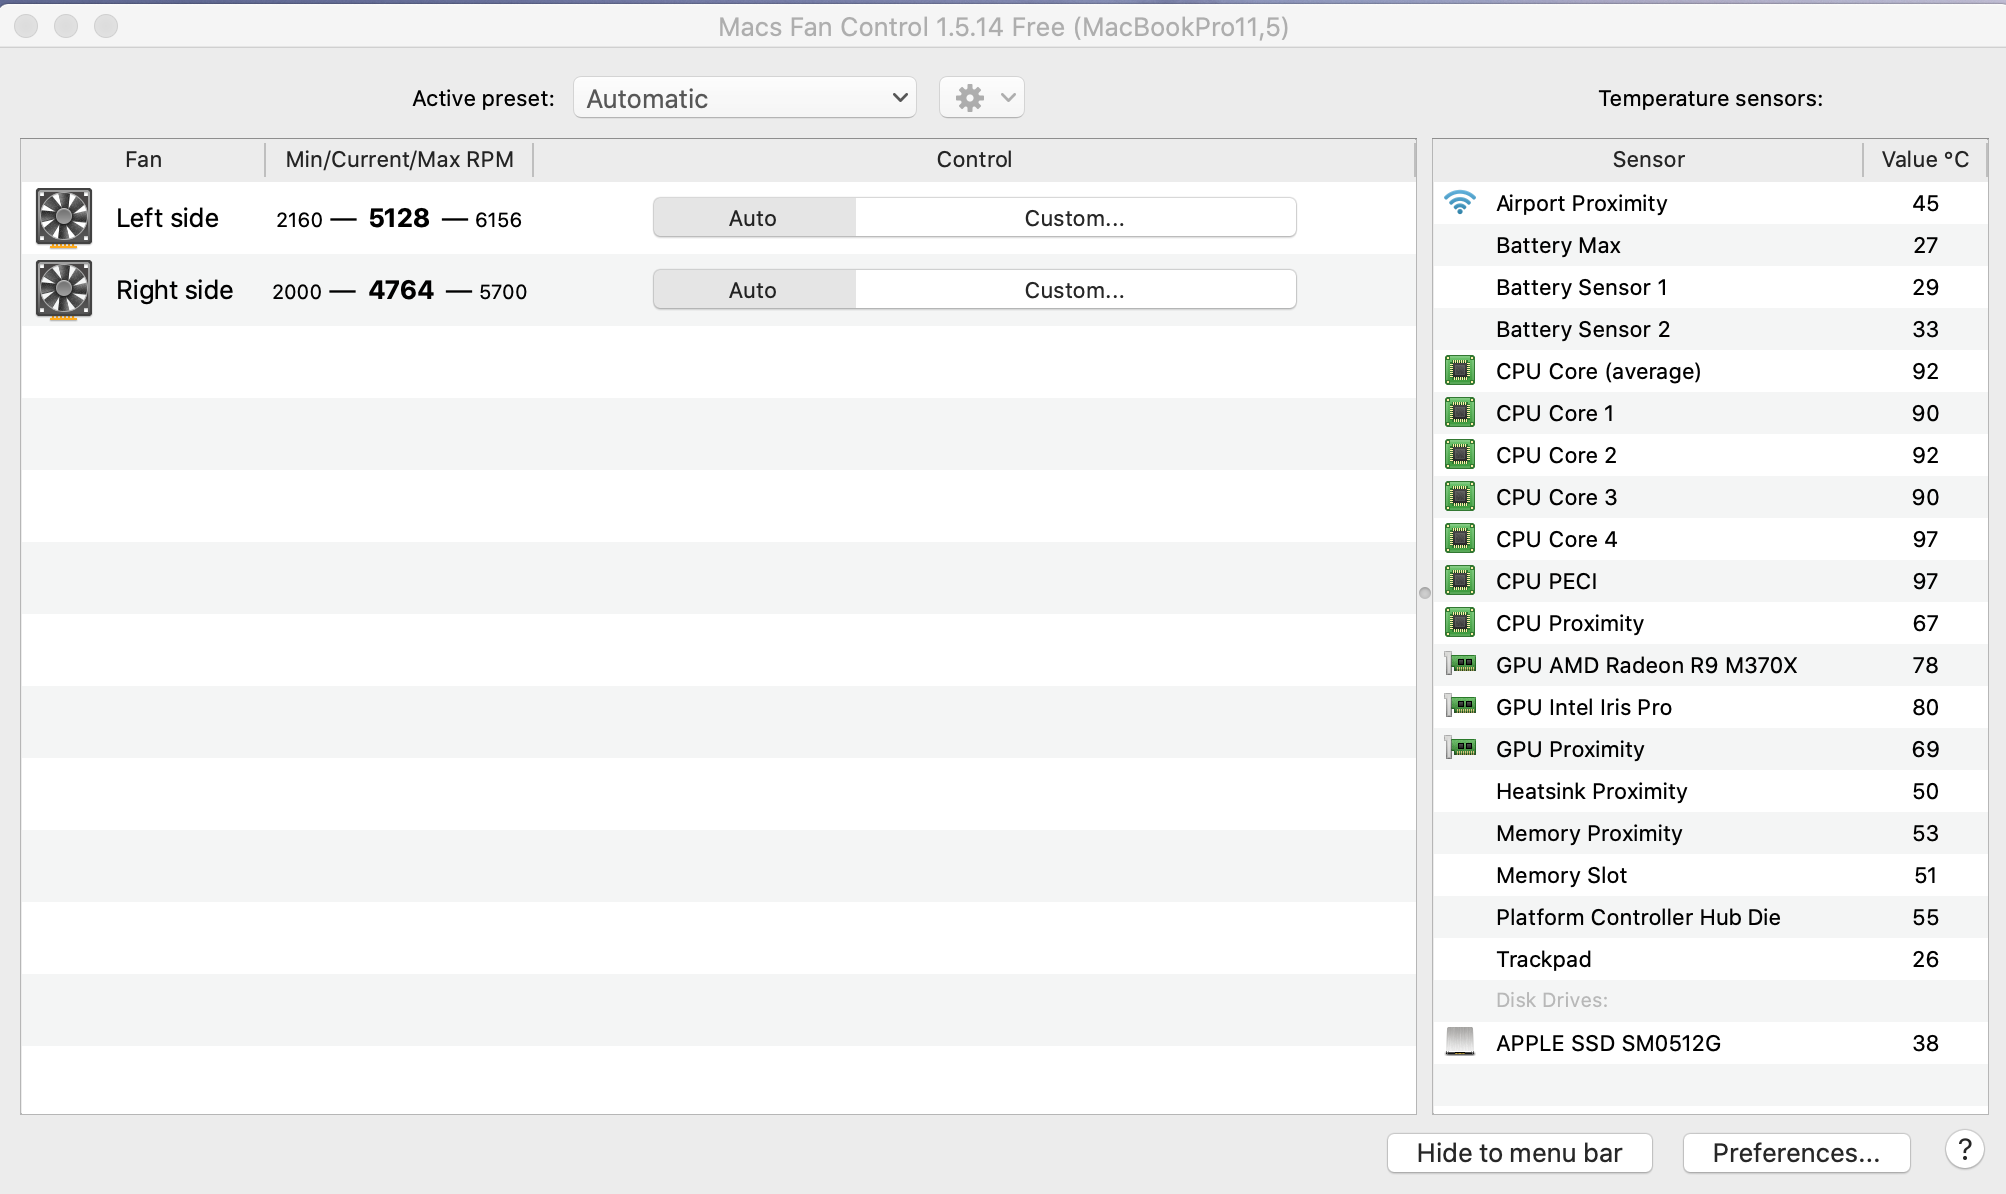 Macs Fan Control 1.5.14 Free (MacBookPro11,5)
Active preset: Automatic
Temperature sensors:
Fan Min/Current/Max RPM Control
Left side 2160 — 5128 — 6156 Auto Custom...
Right side 2000 — 4764 — 5700 Auto Custom...
Sensor Value °C
Airport Proximity 45
Battery Max 27
Battery Sensor 1 29
Battery Sensor 2 33
CPU Core (average) 92
CPU Core 1 90
CPU Core 2 92
CPU Core 3 90
CPU Core 4 97
CPU PECI 97
CPU Proximity 67
GPU AMD Radeon R9 M370X 78
GPU Intel Iris Pro 80
GPU Proximity 69
Heatsink Proximity 50
Memory Proximity 53
Memory Slot 51
Platform Controller Hub Die 55
Trackpad 26
Disk Drives:
APPLE SSD SM0512G 38
Hide to menu bar Preferences... ?